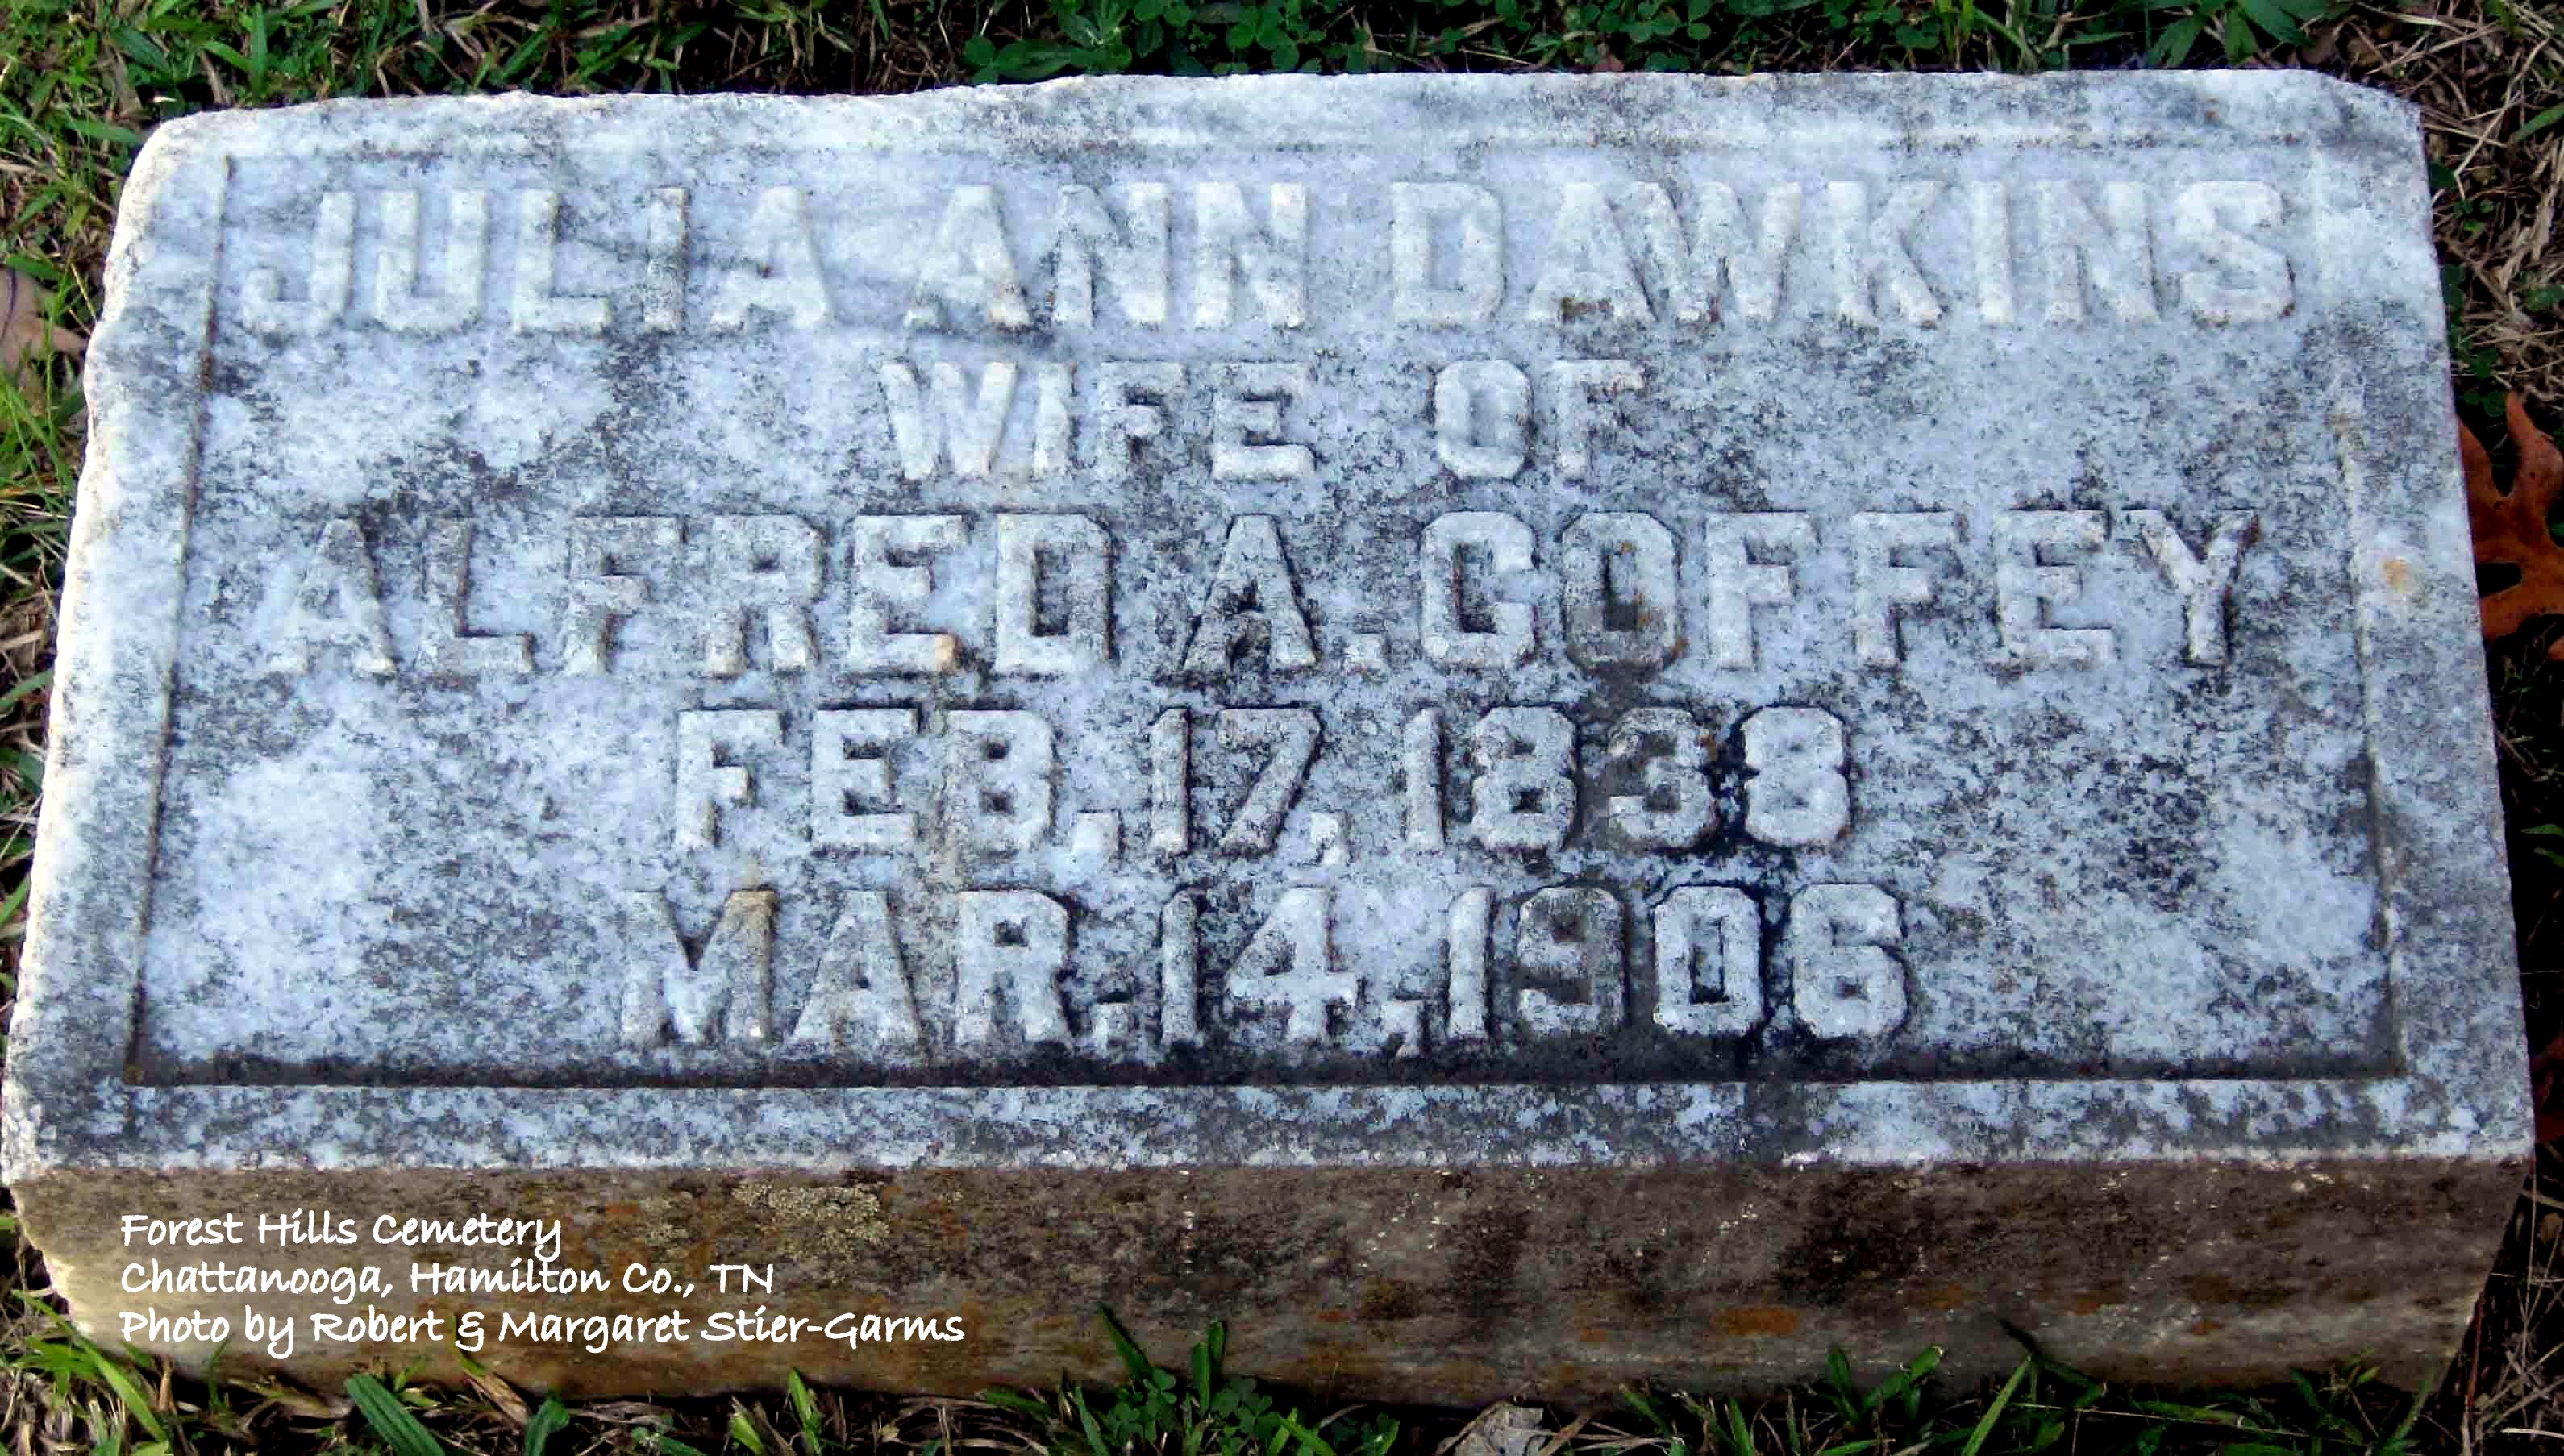 JULIA ANN DAWKINS
WIFE OF
ALFRED A. COFFEY
FEB. 17, 1838
MAR. 14, 1906
Forest Hills Cemetery
Chattanooga, Hamilton Co., TN
Photo by Robert & Margaret Stier-Garms